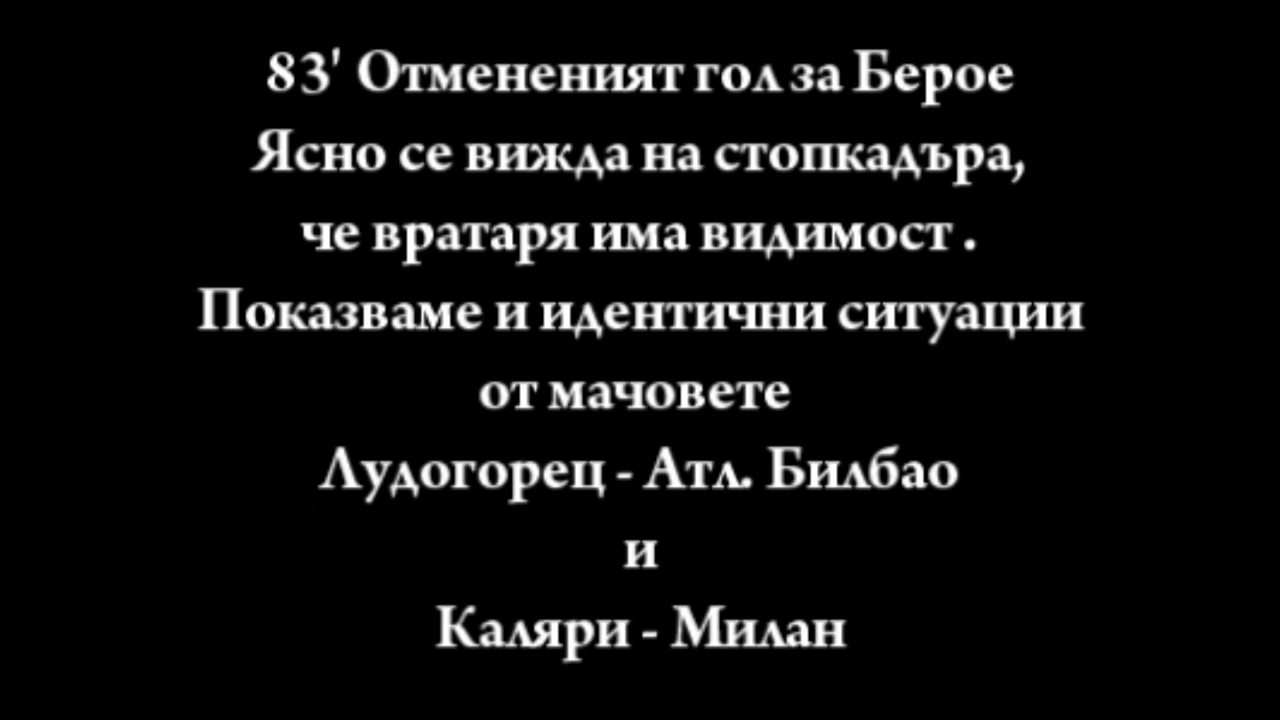 83' Отмененият гол за Берое
Ясно се вижда на стопкадъра,
че вратаря има видимост .
Показваме и идентични ситуации
от мачовете
Лудогорец - Атл. Билбао
и
Каляри - Милан